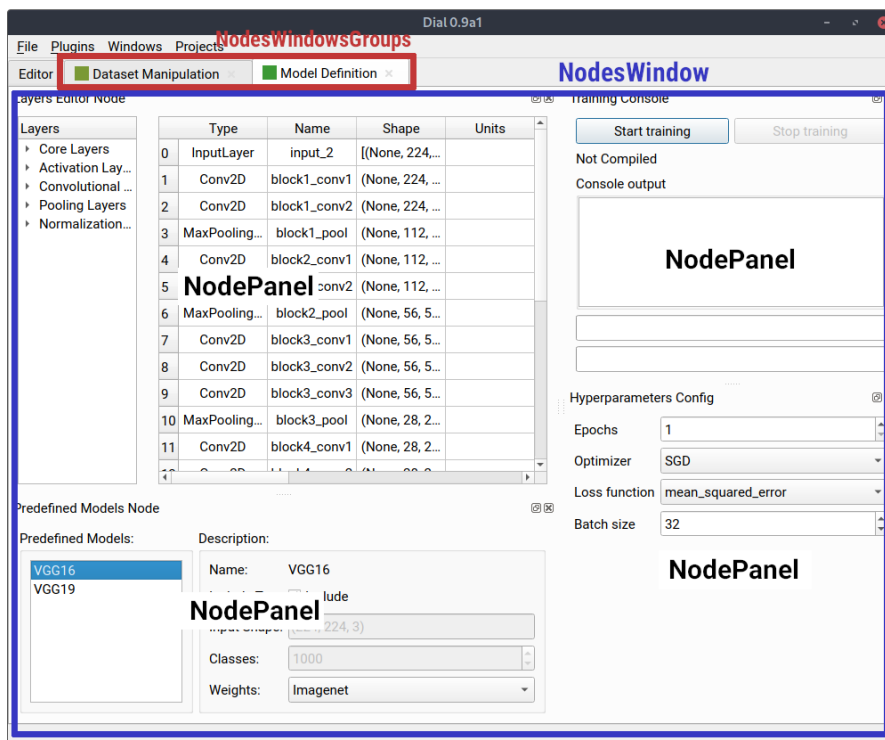 Dial 0.9a1
File Plugins Windows Projects
NodesWindowsGroups
Editor Dataset Manipulation Model Definition
NodesWindow
Layers Editor Node
Layers
Core Layers
Activation Lay...
Convolutional ...
Pooling Layers
Normalization...
Type Name Shape Units
0 InputLayer input_2 [(None, 224,...
1 Conv2D block1_conv1 (None, 224, ...
2 Conv2D block1_conv2 (None, 224, ...
3 MaxPooling... block1_pool (None, 112, ...
4 Conv2D block2_conv1 (None, 112, ...
5 conv2 (None, 112, ...
NodePanel
6 MaxPooling... block2_pool (None, 56, 5...
7 Conv2D block3_conv1 (None, 56, 5...
8 Conv2D block3_conv2 (None, 56, 5...
9 Conv2D block3_conv3 (None, 56, 5...
10 MaxPooling... block3_pool (None, 28, 2...
11 Conv2D block4_conv1 (None, 28, 2...
Training Console
Start training Stop training
Not Compiled
Console output
NodePanel
Hyperparameters Config
Epochs 1
Optimizer SGD
Loss function mean_squared_error
Batch size 32
NodePanel
Predefined Models Node
Predefined Models:
VGG16
VGG19
Description:
Name: VGG16
NodePanel
224, 3)
Classes: 1000
Weights: Imagenet